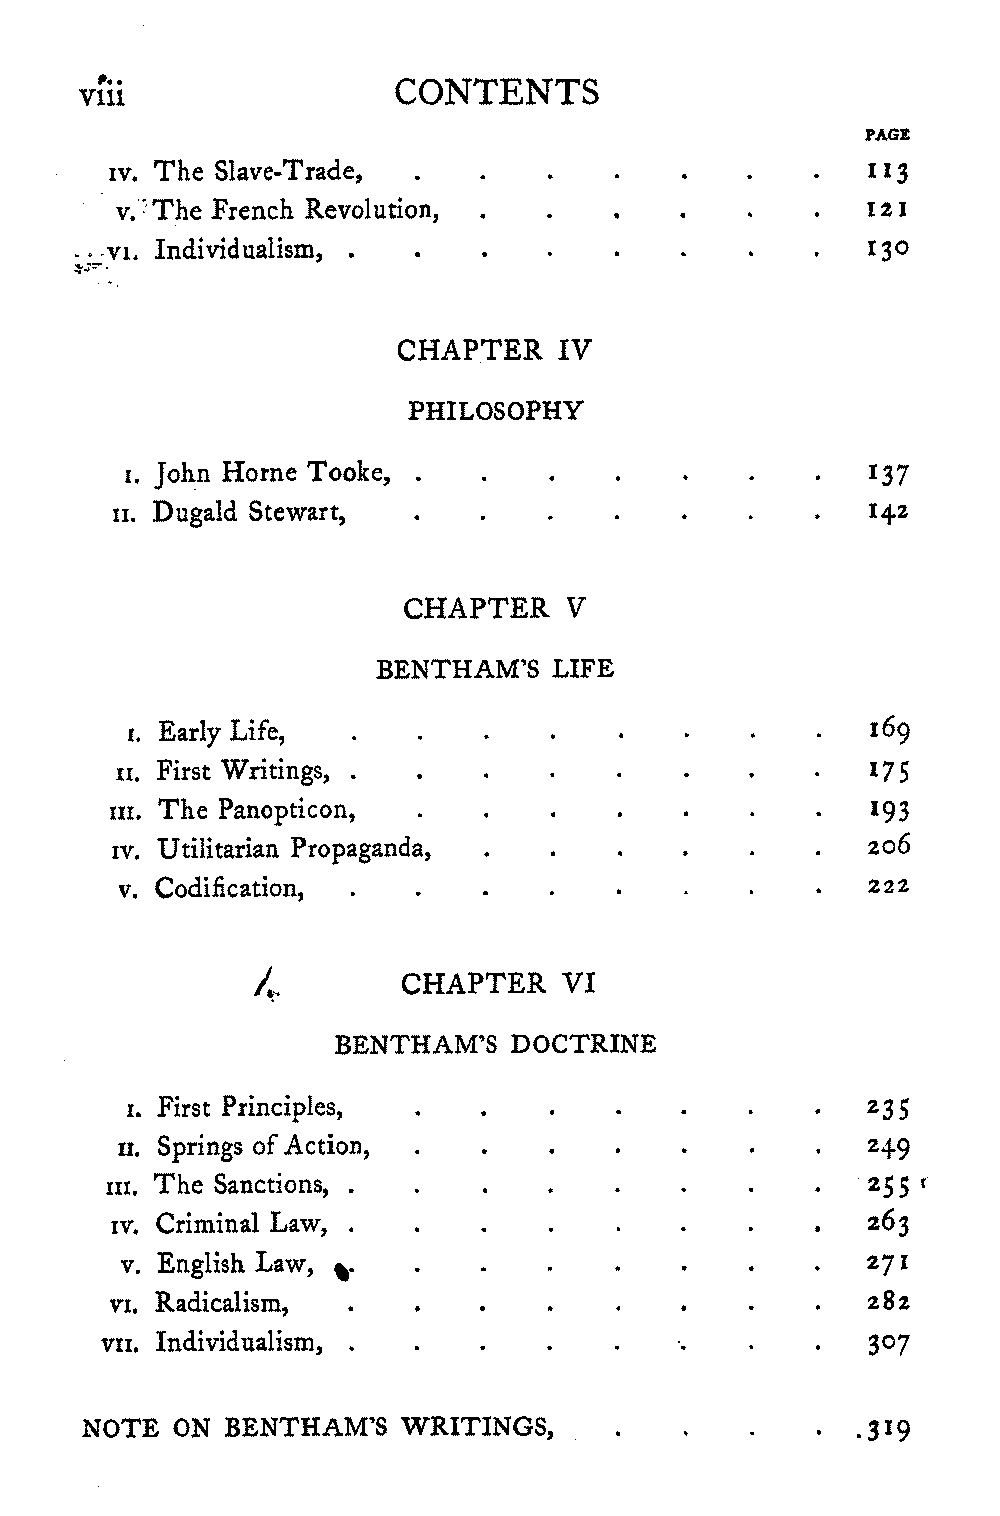 viii CONTENTS
PAGE
IV. The Slave-Trade, . . . . . . . 113
V. The French Revolution, . . . . . . 121
VI. Individualism, . . . . . . . . 130
CHAPTER IV
PHILOSOPHY
I. John Horne Tooke, . . . . . . . 137
II. Dugald Stewart, . . . . . . . 142
CHAPTER V
BENTHAM'S LIFE
I. Early Life, . . . . . . . . 169
II. First Writings, . . . . . . . . 175
III. The Panopticon, . . . . . . . 193
IV. Utilitarian Propaganda, . . . . . . 206
V. Codification, . . . . . . . . 222
CHAPTER VI
BENTHAM'S DOCTRINE
I. First Principles, . . . . . . . 235
II. Springs of Action, . . . . . . . 249
III. The Sanctions, . . . . . . . . 255
IV. Criminal Law, . . . . . . . . 263
V. English Law, . . . . . . . . 271
VI. Radicalism, . . . . . . . . 282
VII. Individualism, . . . . . . . . 307
NOTE ON BENTHAM'S WRITINGS, . . . . . 319